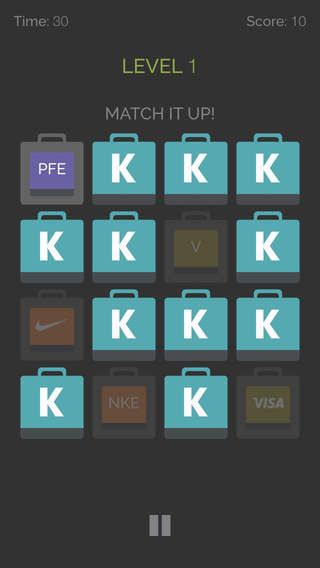 Time: 30 Score: 10
LEVEL 1
MATCH IT UP!
PFE K K K
K K V K
K K K
K NKE K VISA